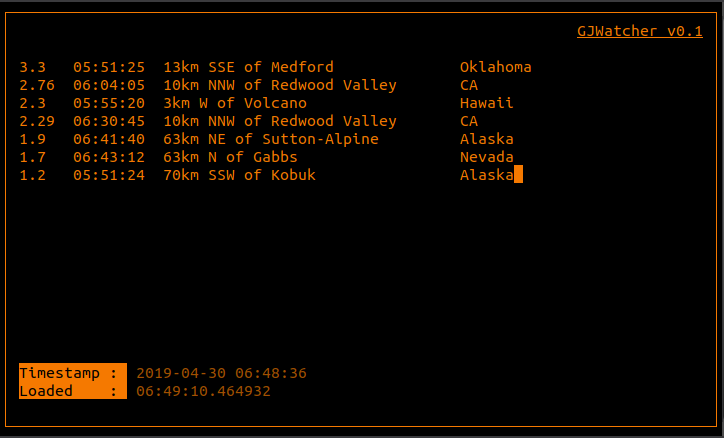 GJWatcher v0.1
3.3 05:51:25 13km SSE of Medford Oklahoma
2.76 06:04:05 10km NNW of Redwood Valley CA
2.3 05:55:20 3km W of Volcano Hawaii
2.29 06:30:45 10km NNW of Redwood Valley CA
1.9 06:41:40 63km NE of Sutton-Alpine Alaska
1.7 06:43:12 63km N of Gabbs Nevada
1.2 05:51:24 70km SSW of Kobuk Alaska
Timestamp : 2019-04-30 06:48:36
Loaded : 06:49:10.464932